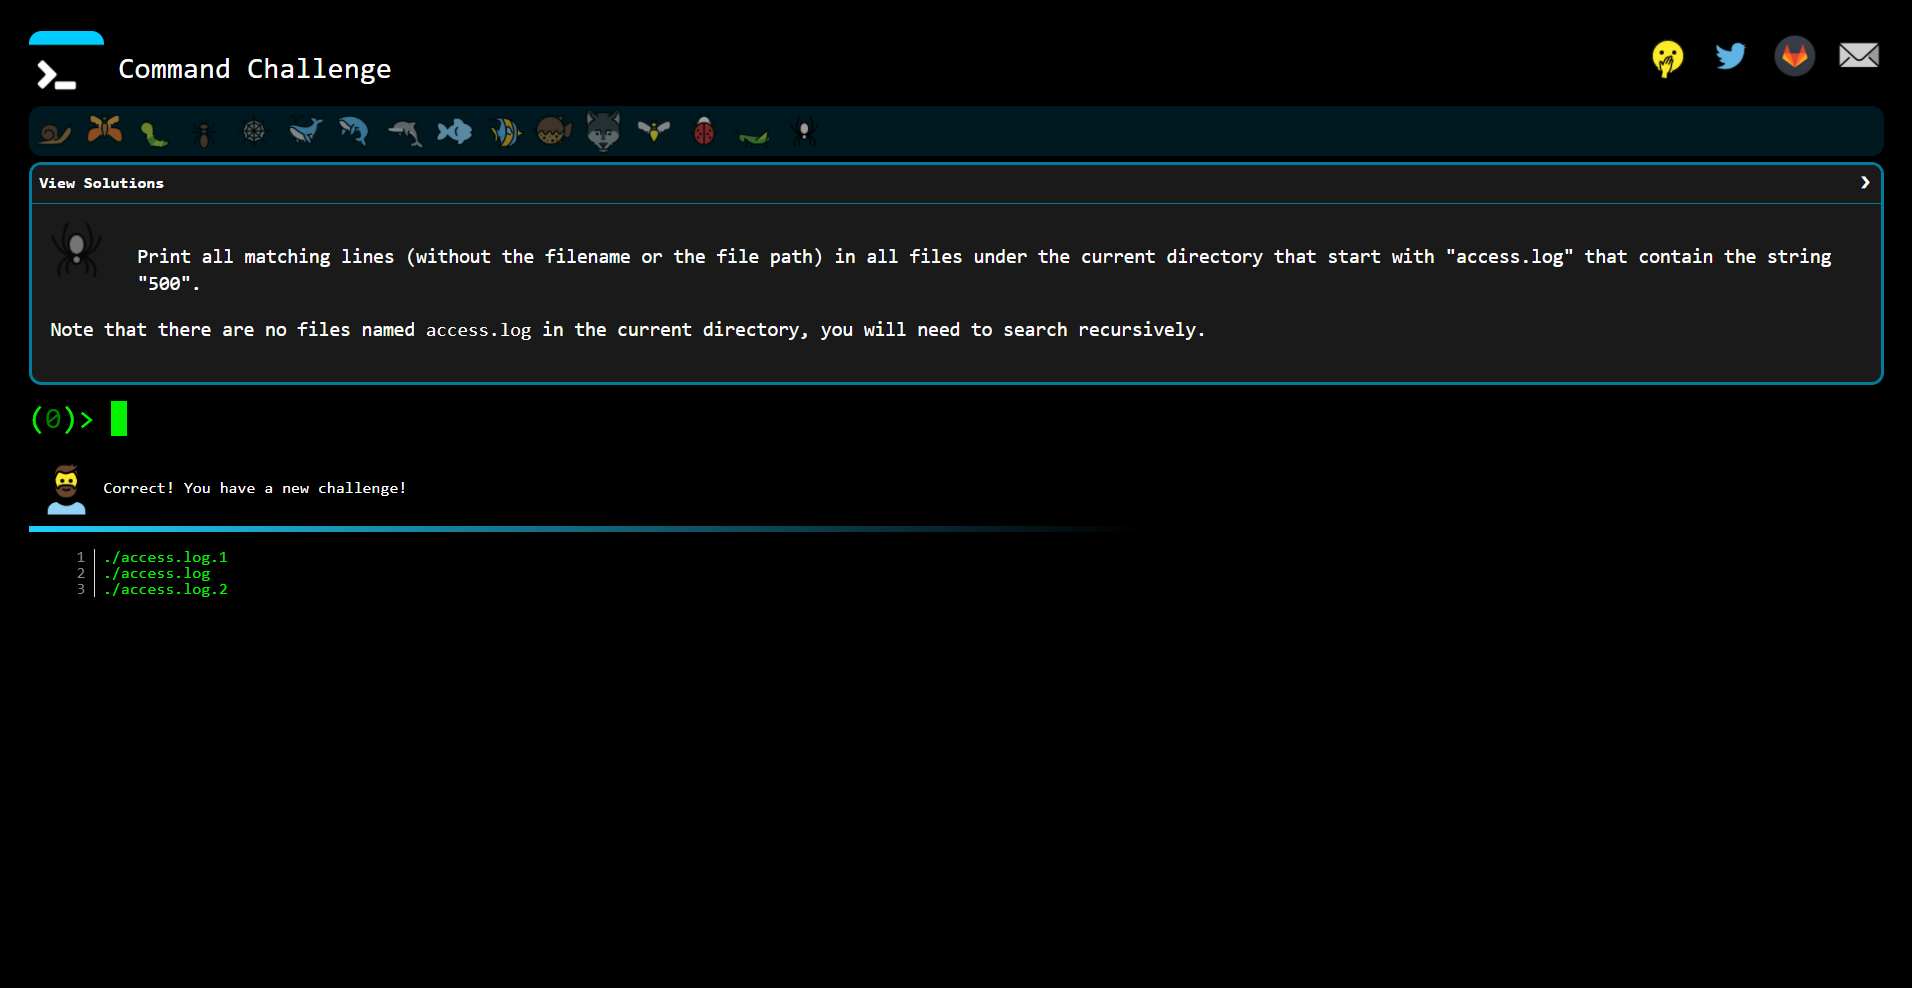 Command Challenge
View Solutions
Print all matching lines (without the filename or the file path) in all files under the current directory that start with "access.log" that contain the string
"500".
Note that there are no files named access.log in the current directory, you will need to search recursively.
(0)>
Correct! You have a new challenge!
1 ./access.log.1
2 ./access.log
3 ./access.log.2